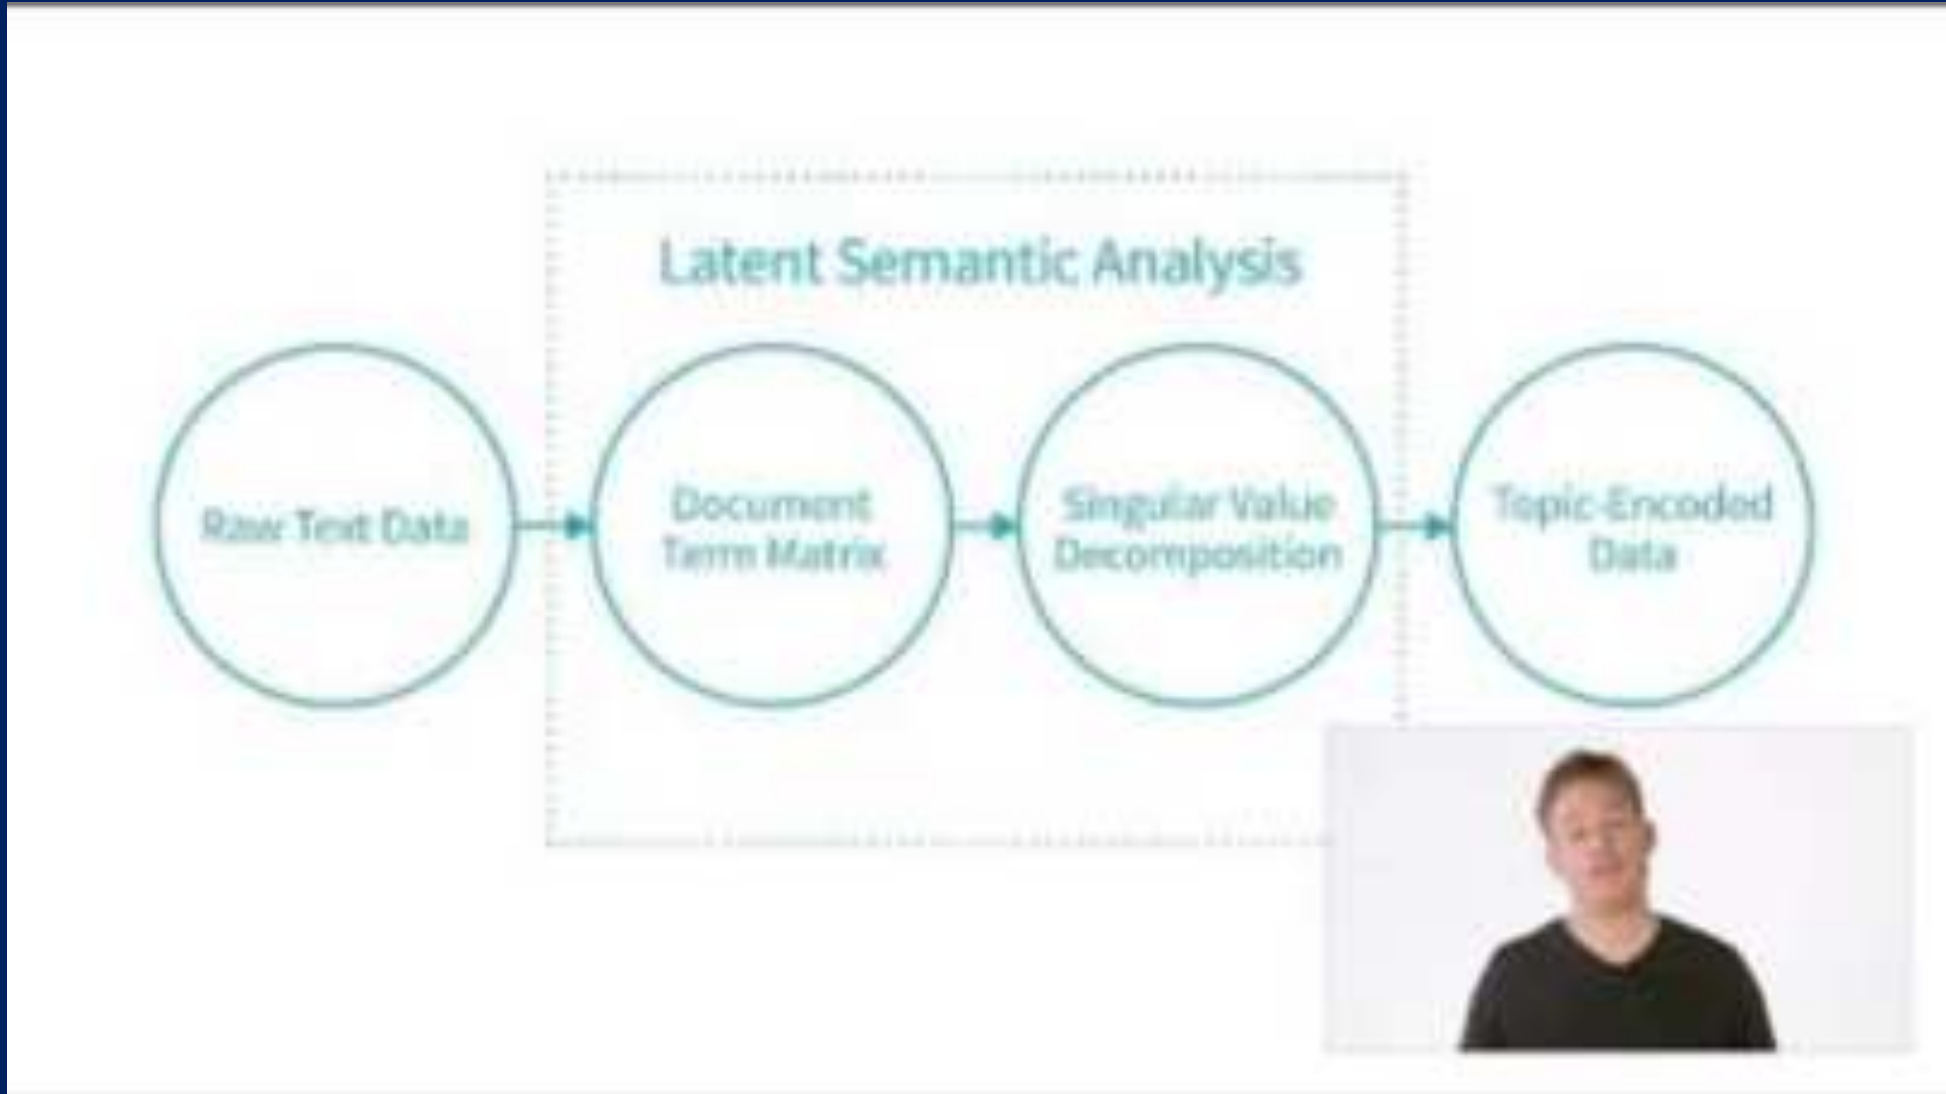 Latent Semantic Analysis
Raw Text Data
Document
Term Matrix
Singular Value
Decomposition
Topic-Encoded
Data